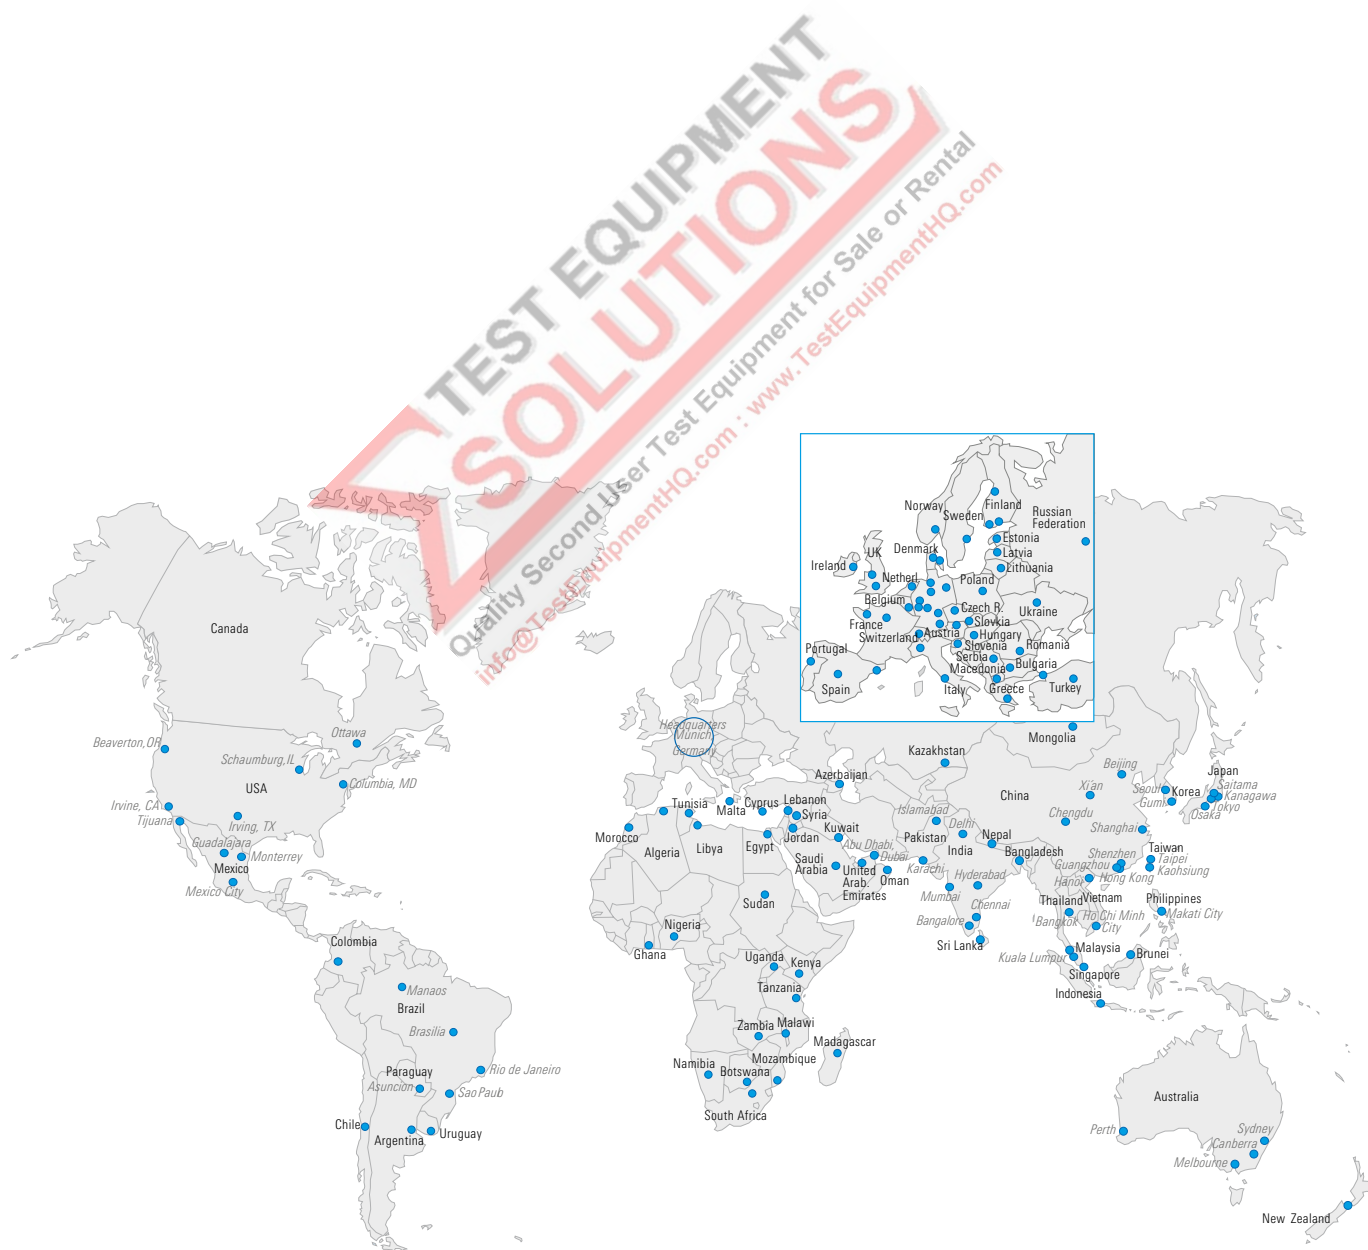 TEST EQUIPMENT
SOLUTIONS
Quality Second User Test Equipment for Sale or Rental
info@TestEquipmentHQ.com : www.TestEquipmentHQ.com
Norway
Finland
Sweden
Russian
Federation
Estonia
Denmark
Latvia
UK
Ireland
Lithuania
Netherl.
Poland
Belgium
Czech R.
Ukraine
France
Slovkia
Switzerland
Austria
Hungary
Slovenia
Romania
Portugal
Serbia
Macedonia
Bulgaria
Spain
Italy
Greece
Turkey
Canada
Headquarters
Munich
Germany
Ottawa
Beaverton,OR
Schaumburg,IL
USA
Columbia, MD
Irvine, CA
Tijuana
Irving, TX
Guadalajara
Monterrey
Mexico
Mexico City
Mongolia
Kazakhstan
Beijing
Azerbaijan
Japan
Xi'an
Seoul
Korea
Saitama
Gumi
Kanagawa
Tokyo
Osaka
China
Tunisia
Malta
Cyprus
Lebanon
Syria
Islamabad
Chengdu
Delhi
Shanghai
Morocco
Algeria
Libya
Egypt
Jordan
Kuwait
Pakistan
Nepal
Abu Dhabi,
Dubai
India
Bangladesh
Taiwan
Taipei
Kaohsiung
Shenzhen
Guangzhou
Hong Kong
Saudi
Arabia
United
Arab.
Emirates
Oman
Karachi
Hyderabad
Hanoi
Mumbai
Sudan
Thailand
Vietnam
Philippines
Makati City
Chennai
Bangalore
Bangkok
Ho Chi Minh
City
Nigeria
Ghana
Sri Lanka
Colombia
Uganda
Kenya
Malaysia
Brunei
Kuala Lumpur
Singapore
Tanzania
Indonesia
Manaos
Brazil
Brasilia
Zambia
Malawi
Madagascar
Rio de Janeiro
Paraguay
Asuncion
Sao Paub
Mozambique
Namibia
Botswana
South Africa
Australia
Chile
Argentina
Uruguay
Perth
Sydney
Canberra
Melbourne
New Zealand